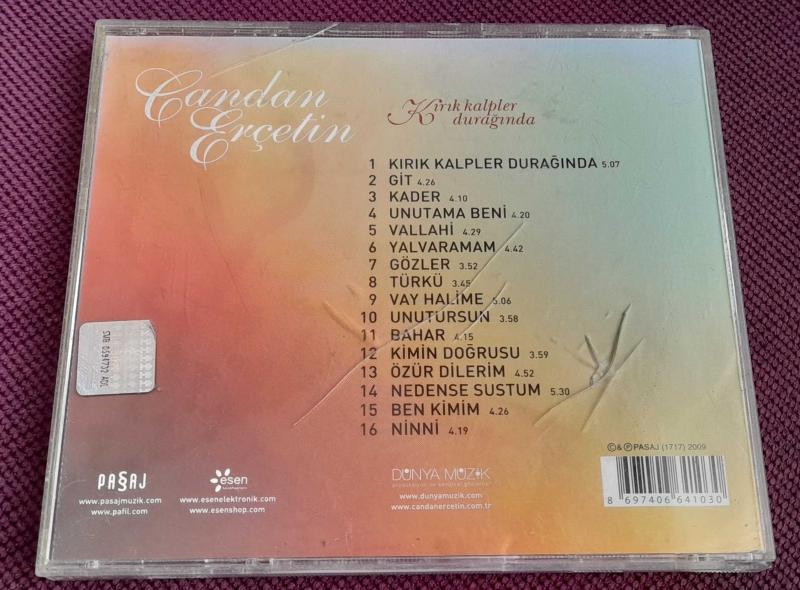 Candan
Erçetin
Kırık kalpler
durağında
1 KIRIK KALPLER DURAĞINDA 5.07
2 GİT 4.26
3 KADER 4.10
4 UNUTAMA BENİ 4.20
5 VALLAHİ 4.29
6 YALVARAMAM 4.42
7 GÖZLER 3.52
8 TÜRKÜ 3.45
9 VAY HALİME 5.06
10 UNUTURSUN 3.58
11 BAHAR 4.15
12 KİMİN DOĞRUSU 3.59
13 ÖZÜR DİLERİM 4.52
14 NEDENSE SUSTUM 5.30
15 BEN KİMİM 4.26
16 NİNNİ 4.19
SVB 0594732 ADL
PASAJ
www.pasajmuzik.com
www.pafil.com
esen
www.esenelektronik.com
www.esenshop.com
DÜNYA MÜZİK
www.dunyamuzik.com
www.candanercetin.com.tr
©&℗ PASAJ (1717) 2009
8 697406 641030